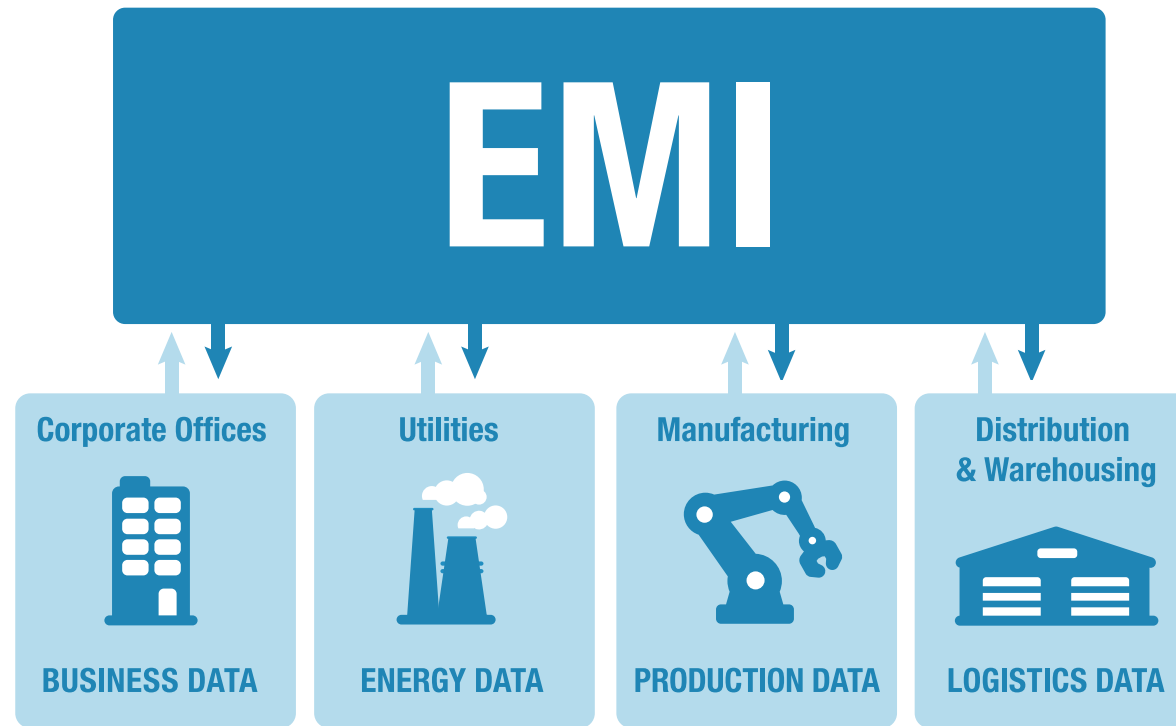 EMI
Corporate Offices
BUSINESS DATA
Utilities
ENERGY DATA
Manufacturing
PRODUCTION DATA
Distribution
& Warehousing
LOGISTICS DATA